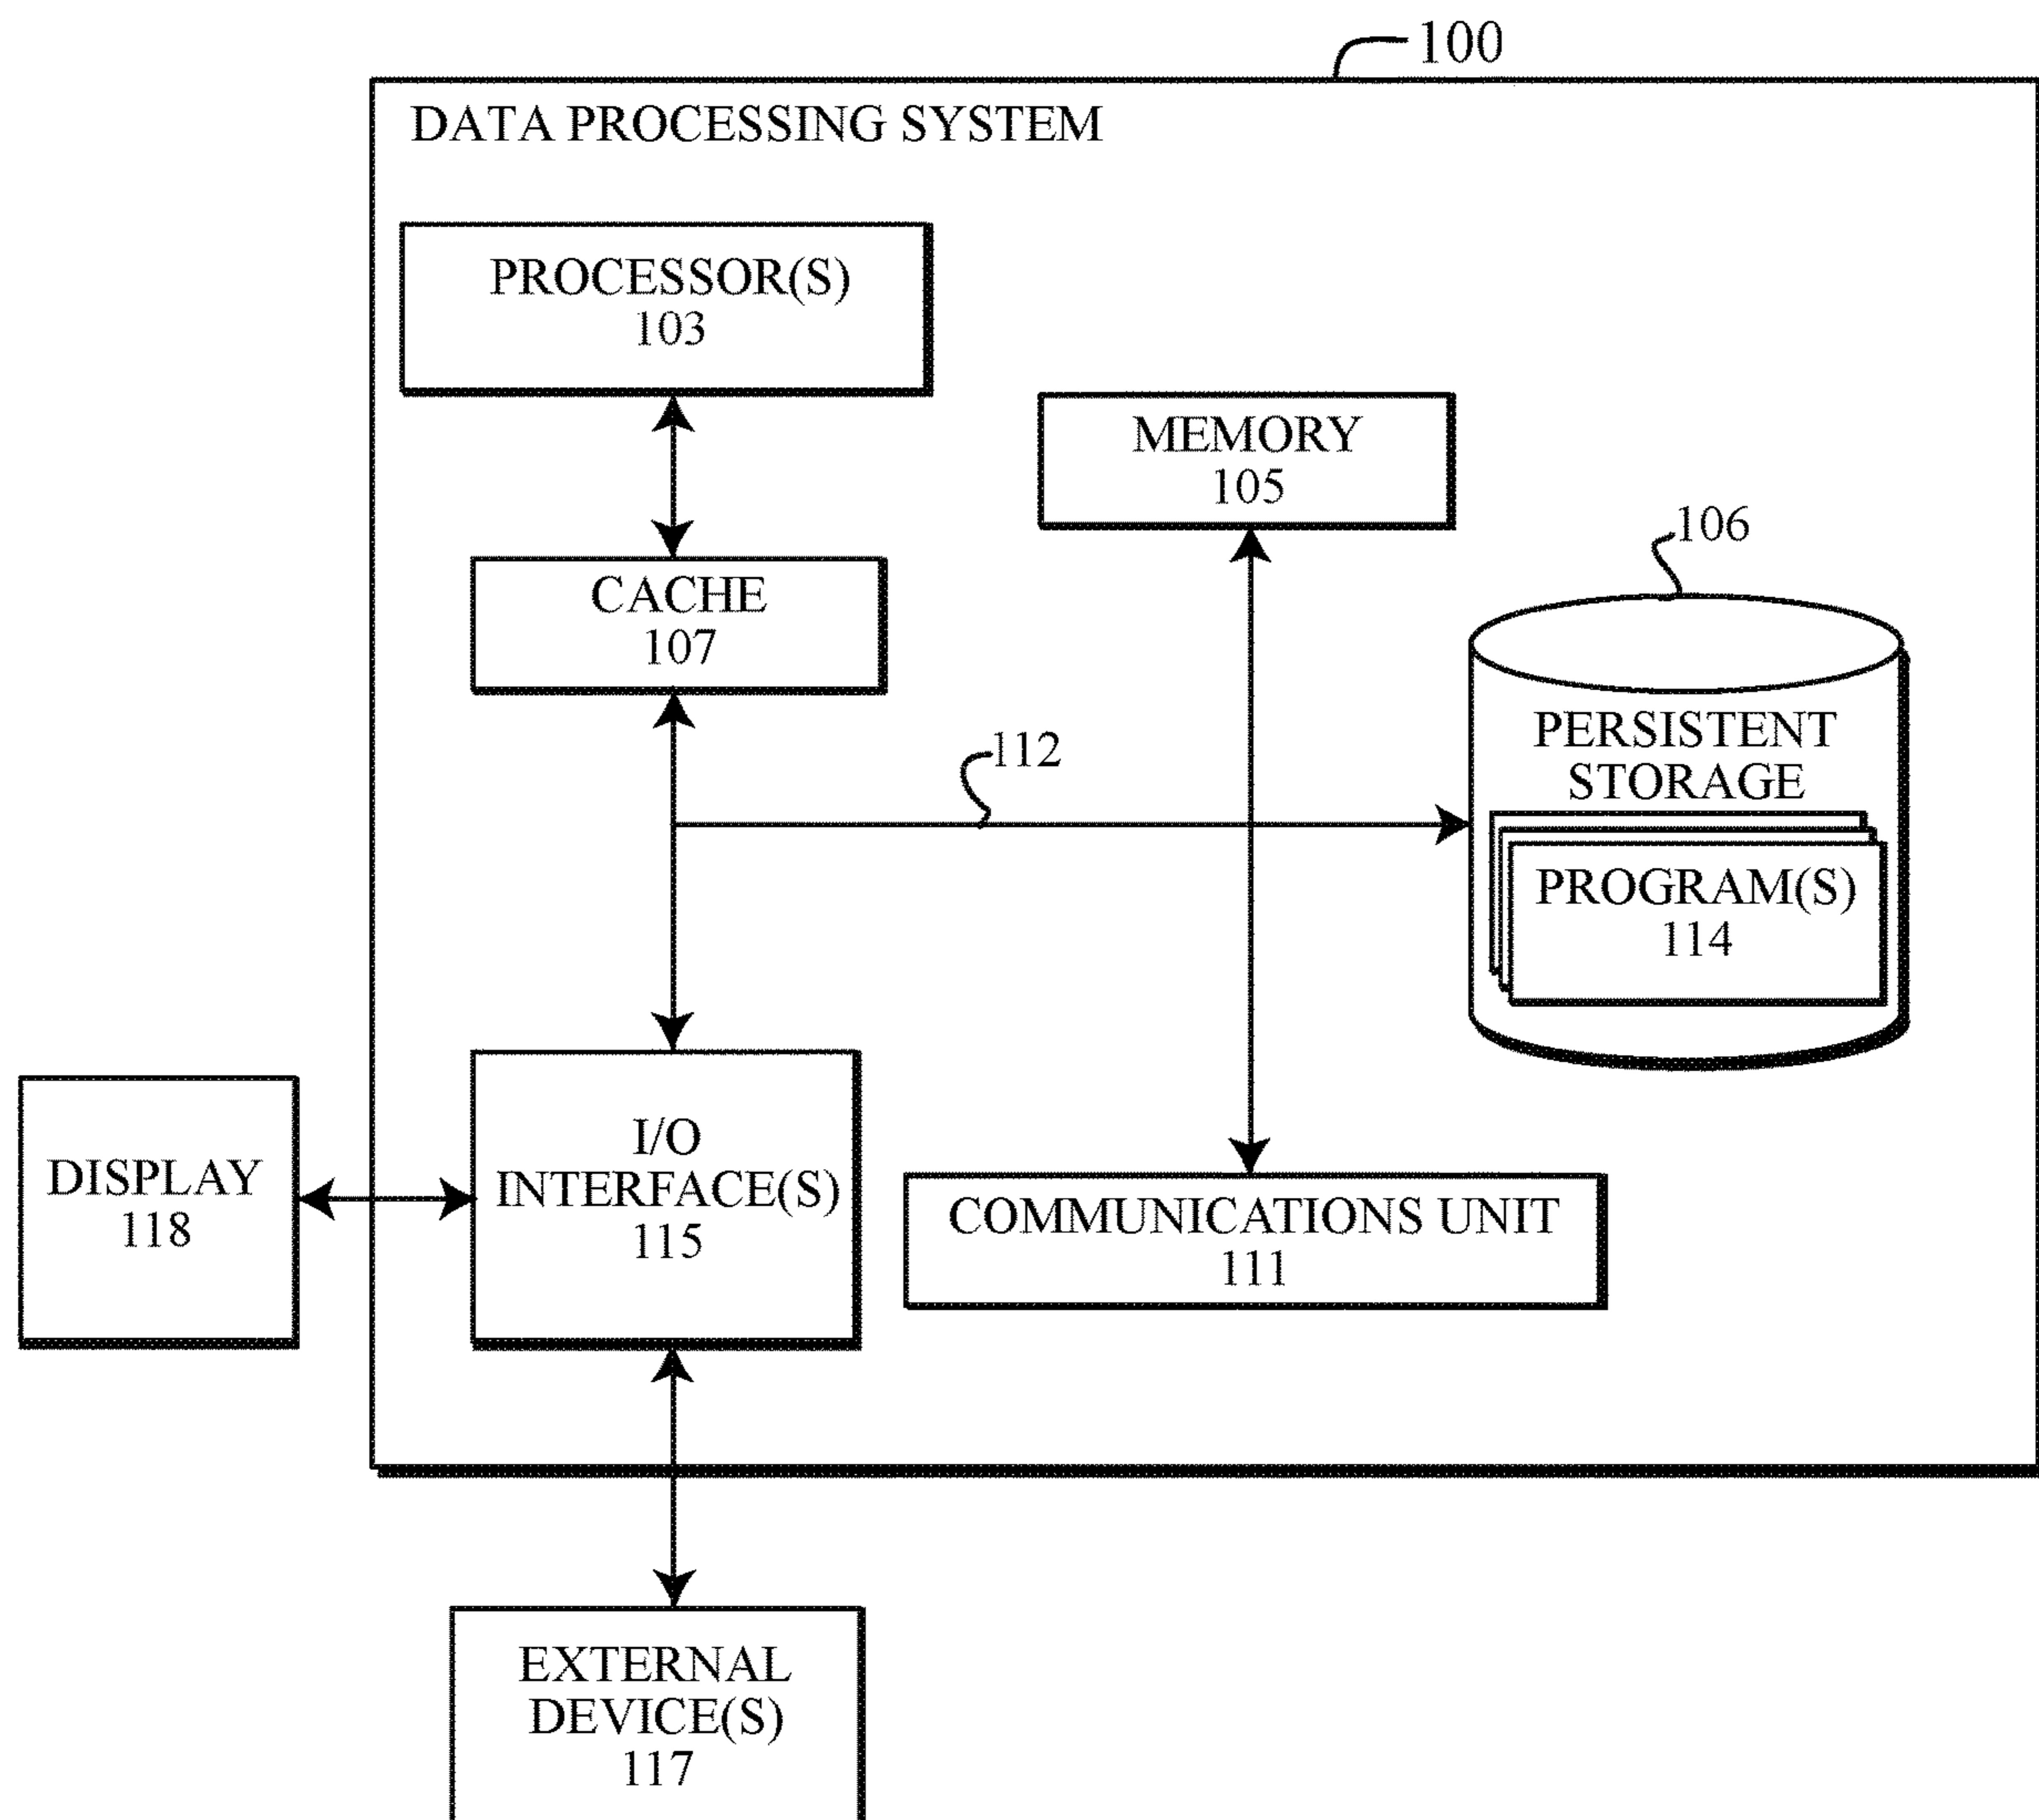 100
DATA PROCESSING SYSTEM
PROCESSOR(S)
103
MEMORY
105
106
CACHE
107
112
PERSISTENT
STORAGE
PROGRAM(S)
114
DISPLAY
118
I/O
INTERFACE(S)
115
COMMUNICATIONS UNIT
111
EXTERNAL
DEVICE(S)
117